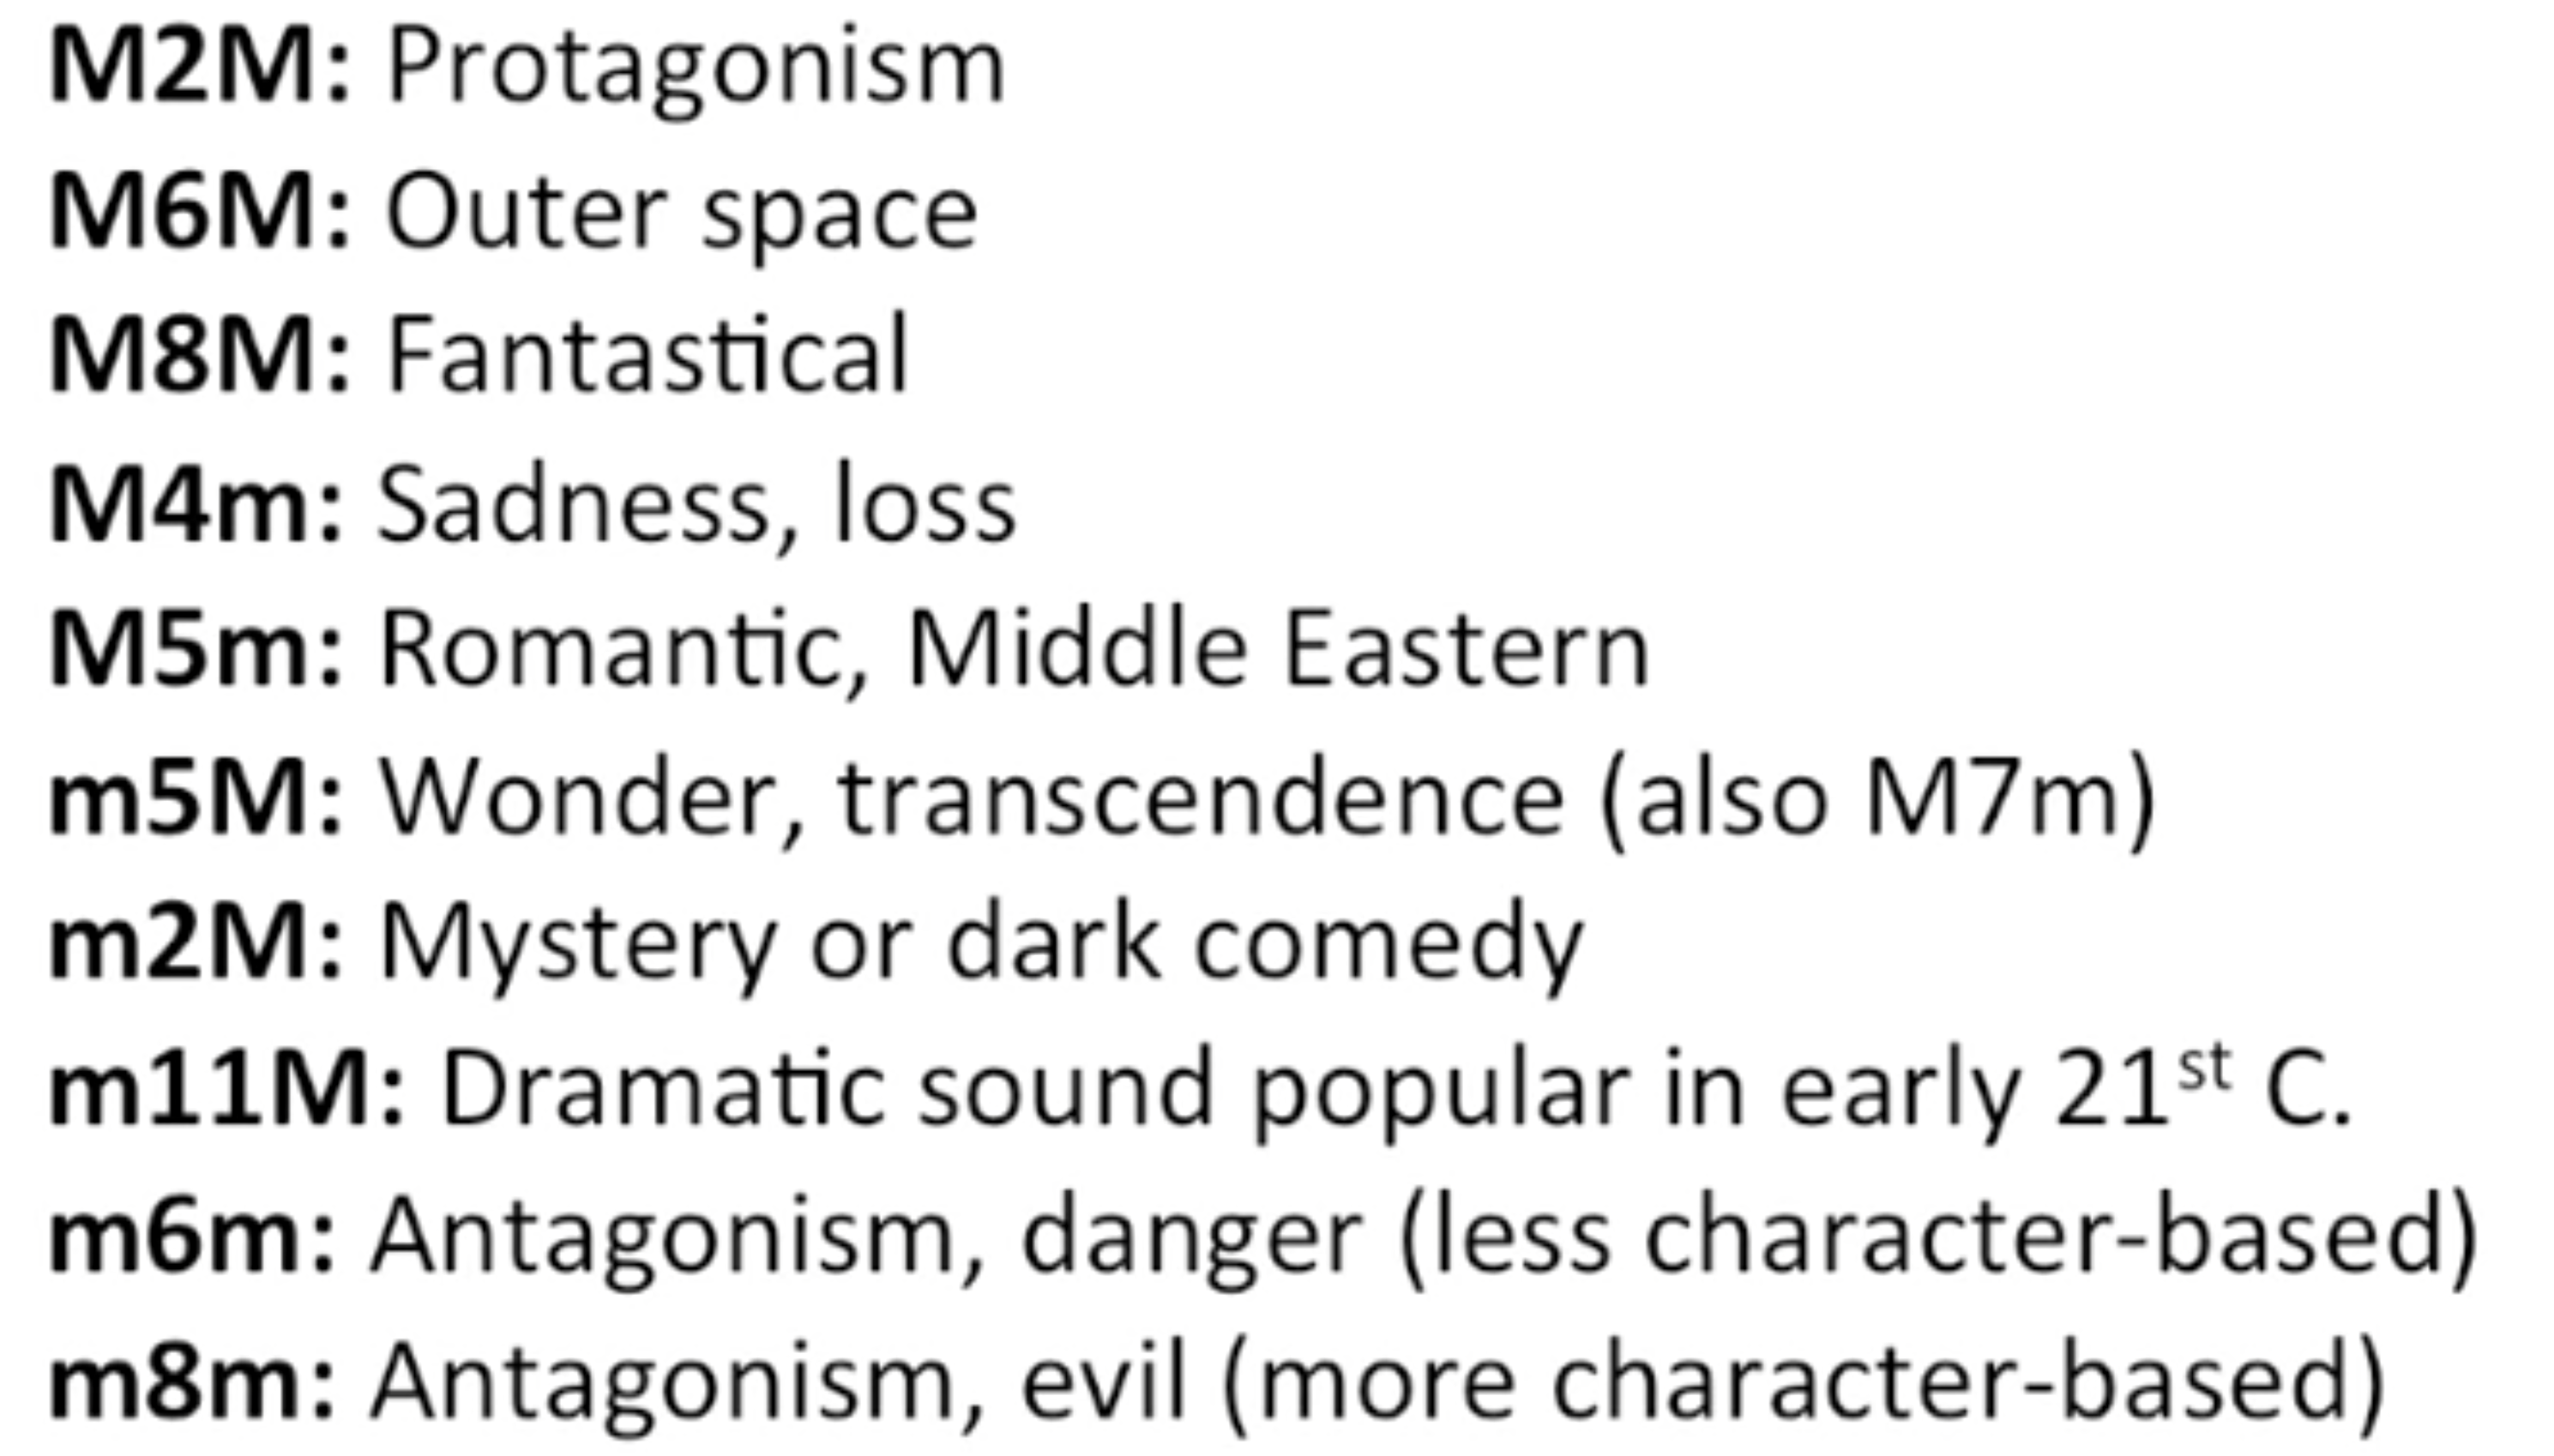 M2M: Protagonism
M6M: Outer space
M8M: Fantastical
M4m: Sadness, loss
M5m: Romantic, Middle Eastern
m5M: Wonder, transcendence (also M7m)
m2M: Mystery or dark comedy
m11M: Dramatic sound popular in early 21st C.
m6m: Antagonism, danger (less character-based)
m8m: Antagonism, evil (more character-based)